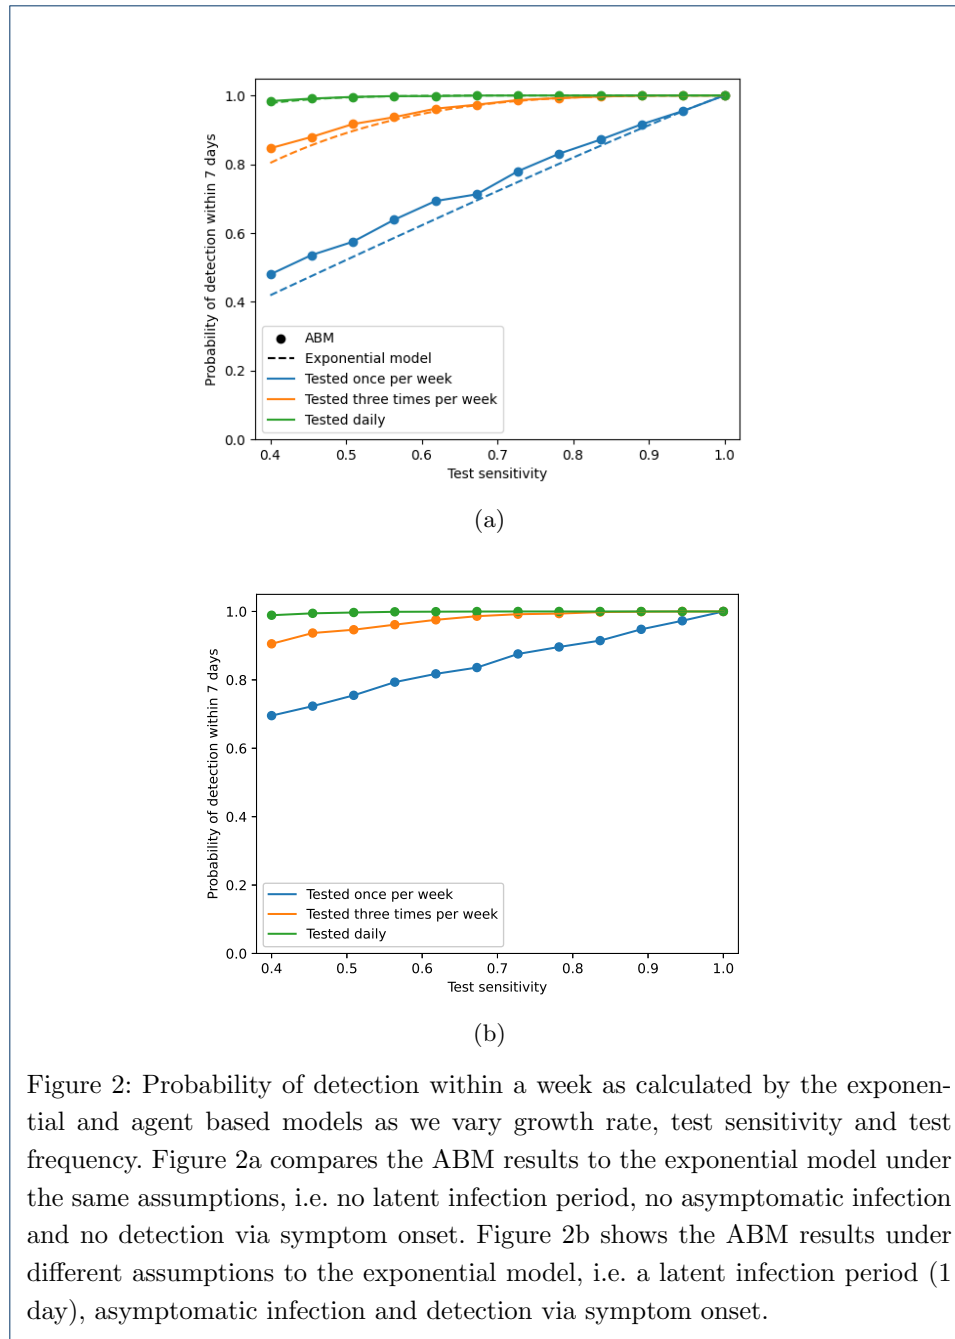 1.0
0.8
0.6
0.4
0.2
0.0
Probability of detection within 7 days
ABM
Exponential model
Tested once per week
Tested three times per week
Tested daily
0.4 0.5 0.6 0.7 0.8 0.9 1.0
Test sensitivity
(a)
1.0
0.8
0.6
0.4
0.2
0.0
Probability of detection within 7 days
Tested once per week
Tested three times per week
Tested daily
0.4 0.5 0.6 0.7 0.8 0.9 1.0
Test sensitivity
(b)
Figure 2: Probability of detection within a week as calculated by the exponen-
tial and agent based models as we vary growth rate, test sensitivity and test
frequency. Figure 2a compares the ABM results to the exponential model under
the same assumptions, i.e. no latent infection period, no asymptomatic infection
and no detection via symptom onset. Figure 2b shows the ABM results under
different assumptions to the exponential model, i.e. a latent infection period (1
day), asymptomatic infection and detection via symptom onset.